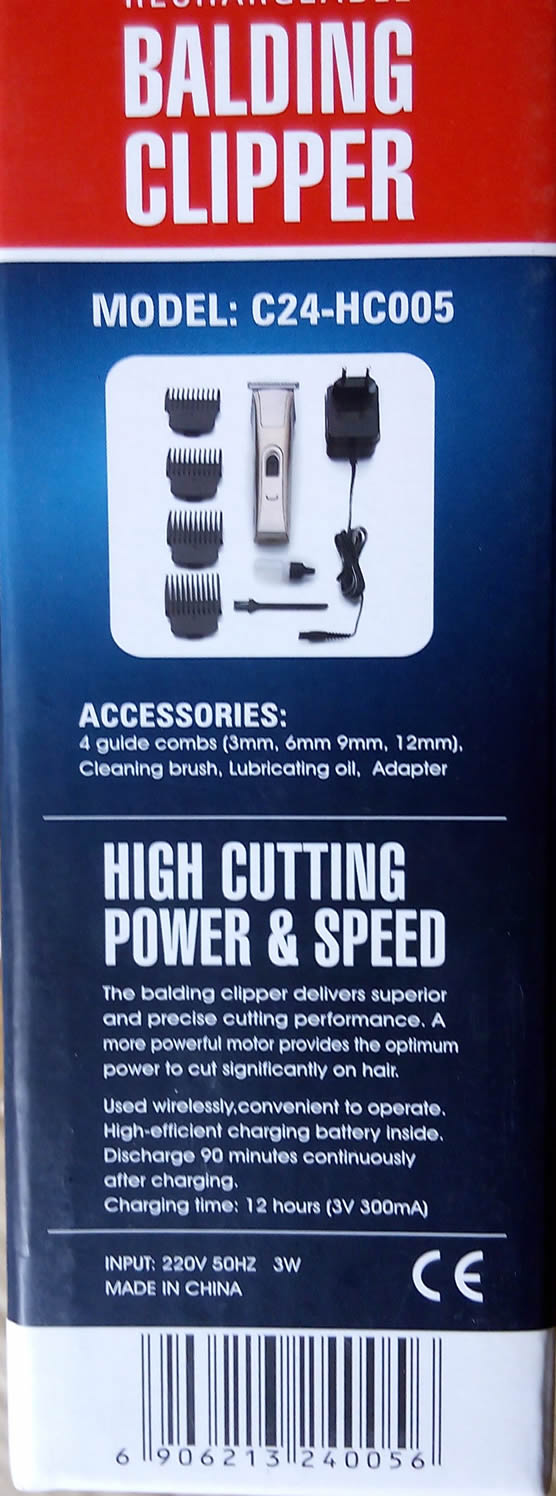 RECHARGEABLE
BALDING
CLIPPER
MODEL: C24-HC005
ACCESSORIES:
4 guide combs (3mm, 6mm 9mm, 12mm),
Cleaning brush, Lubricating oil, Adapter
HIGH CUTTING
POWER & SPEED
The balding clipper delivers superior
and precise cutting performance. A
more powerful motor provides the optimum
power to cut significantly on hair.
Used wirelessly,convenient to operate.
High-efficient charging battery inside.
Discharge 90 minutes continuously
after charging.
Charging time: 12 hours (3V 300mA)
INPUT: 220V 50HZ 3W
MADE IN CHINA
CE
6 906213 240056